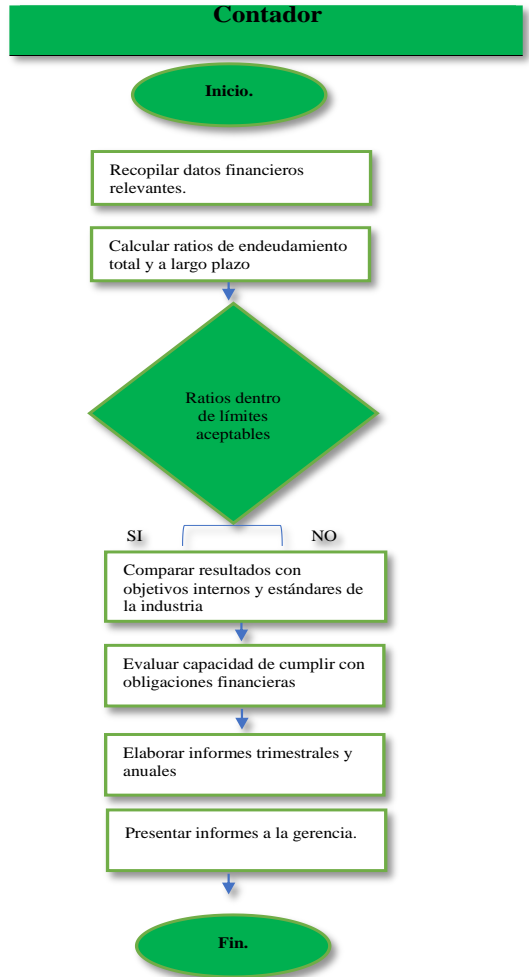 Contador
Inicio.
Recopilar datos financieros
relevantes.
Calcular ratios de endeudamiento
total y a largo plazo
Ratios dentro
de límites
aceptables
SI
NO
Comparar resultados con
objetivos internos y estándares de
la industria
Evaluar capacidad de cumplir con
obligaciones financieras
Elaborar informes trimestrales y
anuales
Presentar informes a la gerencia.
Fin.